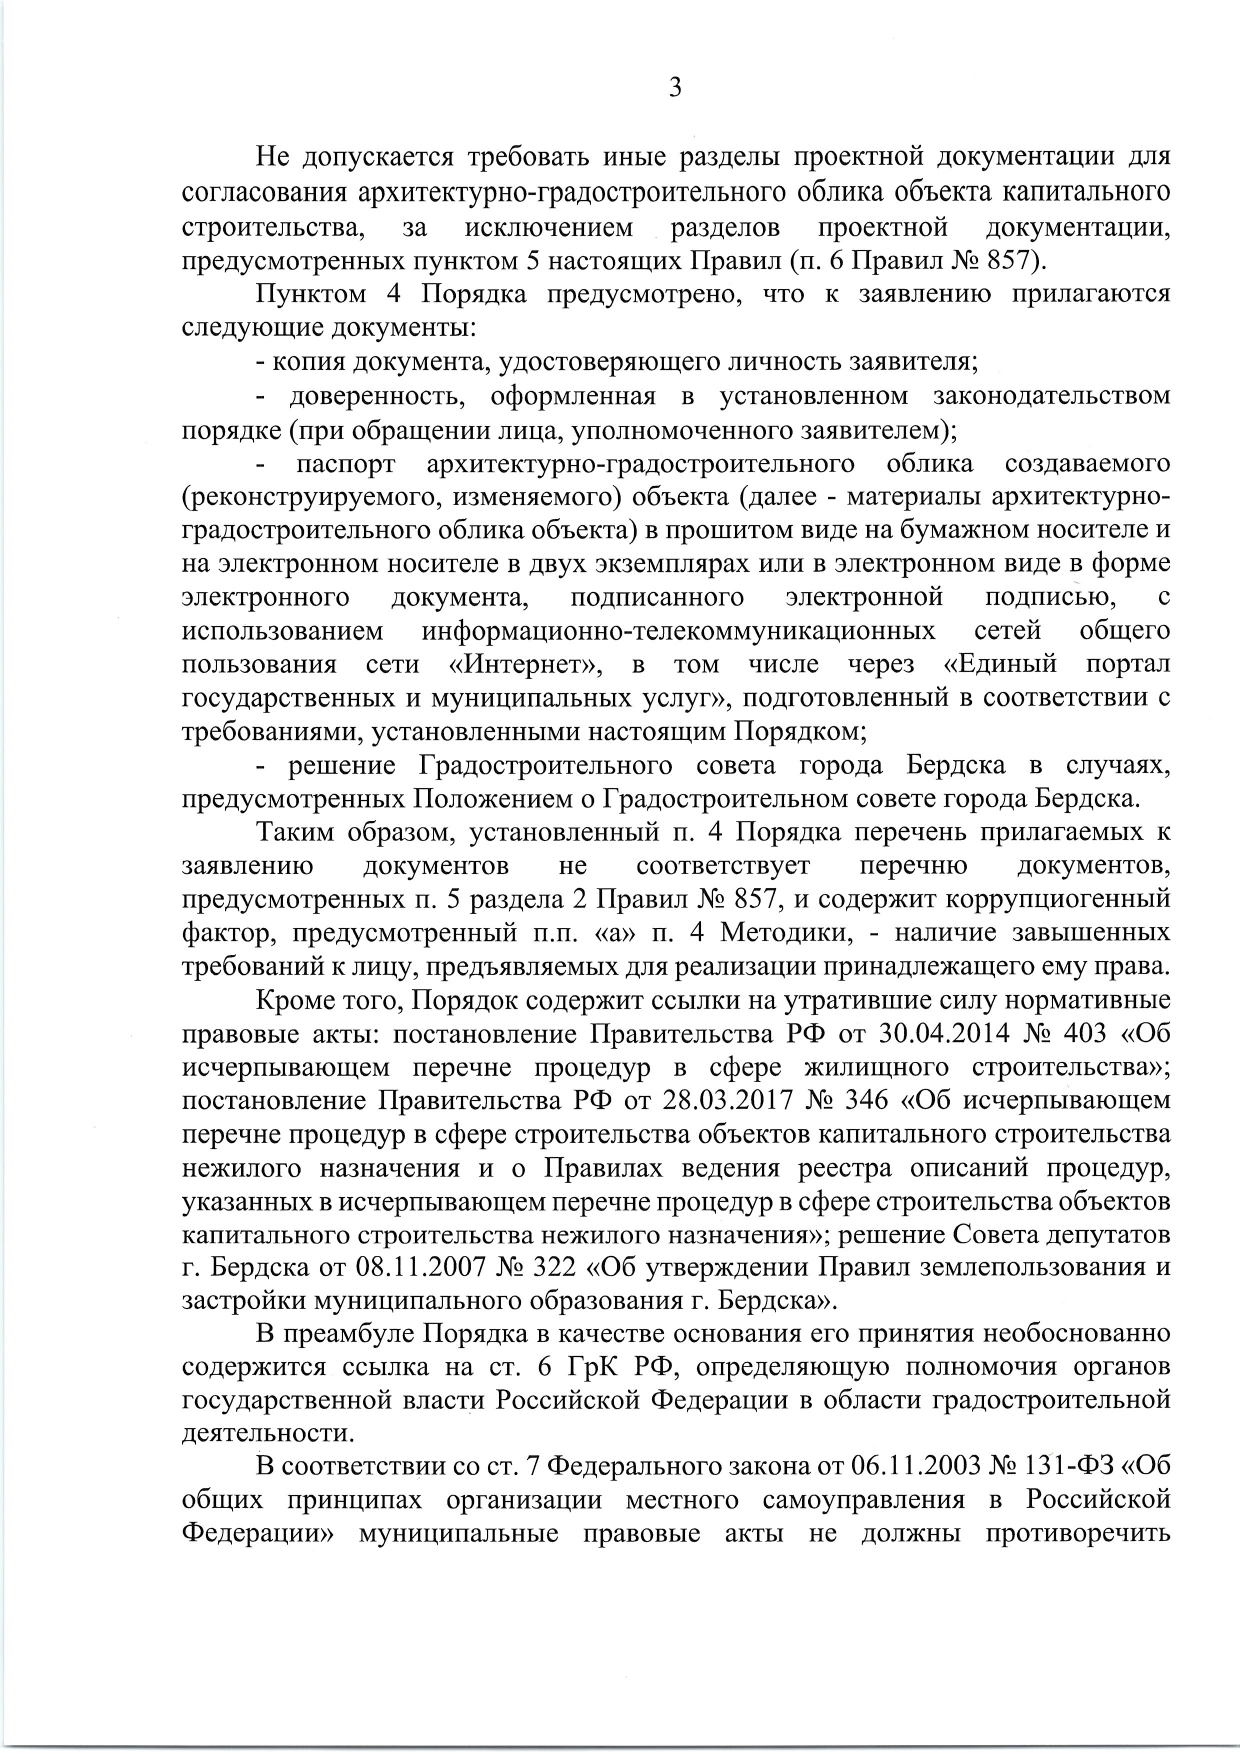 3
Не допускается требовать иные разделы проектной документации для
согласования архитектурно-градостроительного облика объекта капитального
строительства, за исключением разделов проектной документации,
предусмотренных пунктом 5 настоящих Правил (п. 6 Правил № 857).
Пунктом 4 Порядка предусмотрено, что к заявлению прилагаются
следующие документы:
- копия документа, удостоверяющего личность заявителя;
- доверенность, оформленная в установленном законодательством
порядке (при обращении лица, уполномоченного заявителем);
- паспорт архитектурно-градостроительного облика создаваемого
(реконструируемого, изменяемого) объекта (далее - материалы архитектурно-
градостроительного облика объекта) в прошитом виде на бумажном носителе и
на электронном носителе в двух экземплярах или в электронном виде в форме
электронного документа, подписанного электронной подписью, с
использованием информационно-телекоммуникационных сетей общего
пользования сети «Интернет», в том числе через «Единый портал
государственных и муниципальных услуг», подготовленный в соответствии с
требованиями, установленными настоящим Порядком;
- решение Градостроительного совета города Бердска в случаях,
предусмотренных Положением о Градостроительном совете города Бердска.
Таким образом, установленный п. 4 Порядка перечень прилагаемых к
заявлению документов не соответствует перечню документов,
предусмотренных п. 5 раздела 2 Правил № 857, и содержит коррупциогенный
фактор, предусмотренный п.п. «а» п. 4 Методики, - наличие завышенных
требований к лицу, предъявляемых для реализации принадлежащего ему права.
Кроме того, Порядок содержит ссылки на утратившие силу нормативные
правовые акты: постановление Правительства РФ от 30.04.2014 № 403 «Об
исчерпывающем перечне процедур в сфере жилищного строительства»;
постановление Правительства РФ от 28.03.2017 № 346 «Об исчерпывающем
перечне процедур в сфере строительства объектов капитального строительства
нежилого назначения и о Правилах ведения реестра описаний процедур,
указанных в исчерпывающем перечне процедур в сфере строительства объектов
капитального строительства нежилого назначения»; решение Совета депутатов
г. Бердска от 08.11.2007 № 322 «Об утверждении Правил землепользования и
застройки муниципального образования г. Бердска».
В преамбуле Порядка в качестве основания его принятия необоснованно
содержится ссылка на ст. 6 ГрК РФ, определяющую полномочия органов
государственной власти Российской Федерации в области градостроительной
деятельности.
В соответствии со ст. 7 Федерального закона от 06.11.2003 № 131-ФЗ «Об
общих принципах организации местного самоуправления в Российской
Федерации» муниципальные правовые акты не должны противоречить